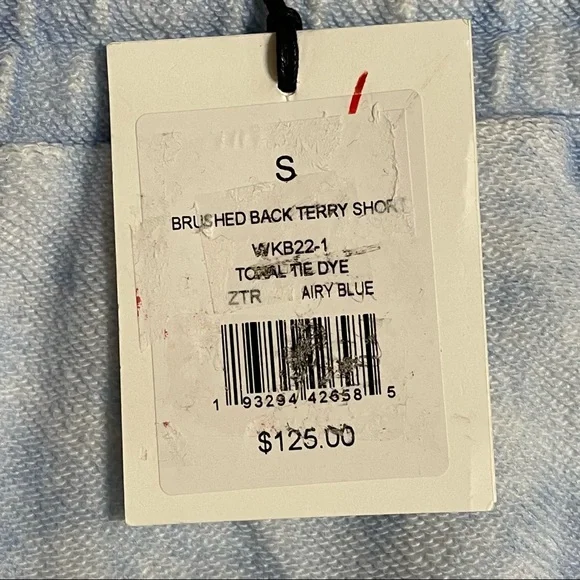 S
BRUSHED BACK TERRY SHORT
WKB22-1
TONAL TIE DYE
ZTR AIRY BLUE
1 93294 42658 5
$125.00